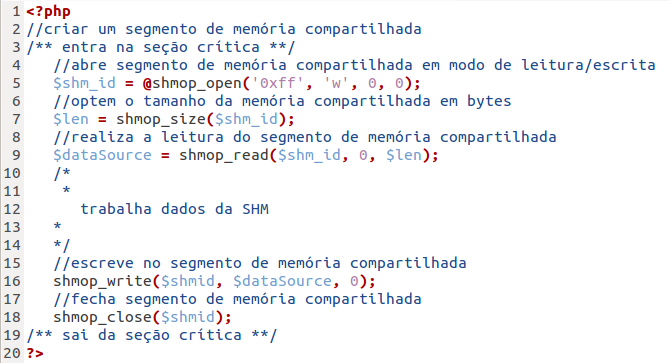 1 <?php
2 //criar um segmento de memória compartilhada
3 /** entra na seção crítica **/
4 //abre segmento de memória compartilhada em modo de leitura/escrita
5 $shm_id = @shmop_open('0xff', 'w', 0, 0);
6 //optem o tamanho da memória compartilhada em bytes
7 $len = shmop_size($shm_id);
8 //realiza a leitura do segmento de memória compartilhada
9 $dataSource = shmop_read($shm_id, 0, $len);
10 /*
11 *
12 trabalha dados da SHM
13 *
14 */
15 //escreve no segmento de memória compartilhada
16 shmop_write($shmid, $dataSource, 0);
17 //fecha segmento de memória compartilhada
18 shmop_close($shmid);
19 /** sai da seção crítica **/
20 ?>